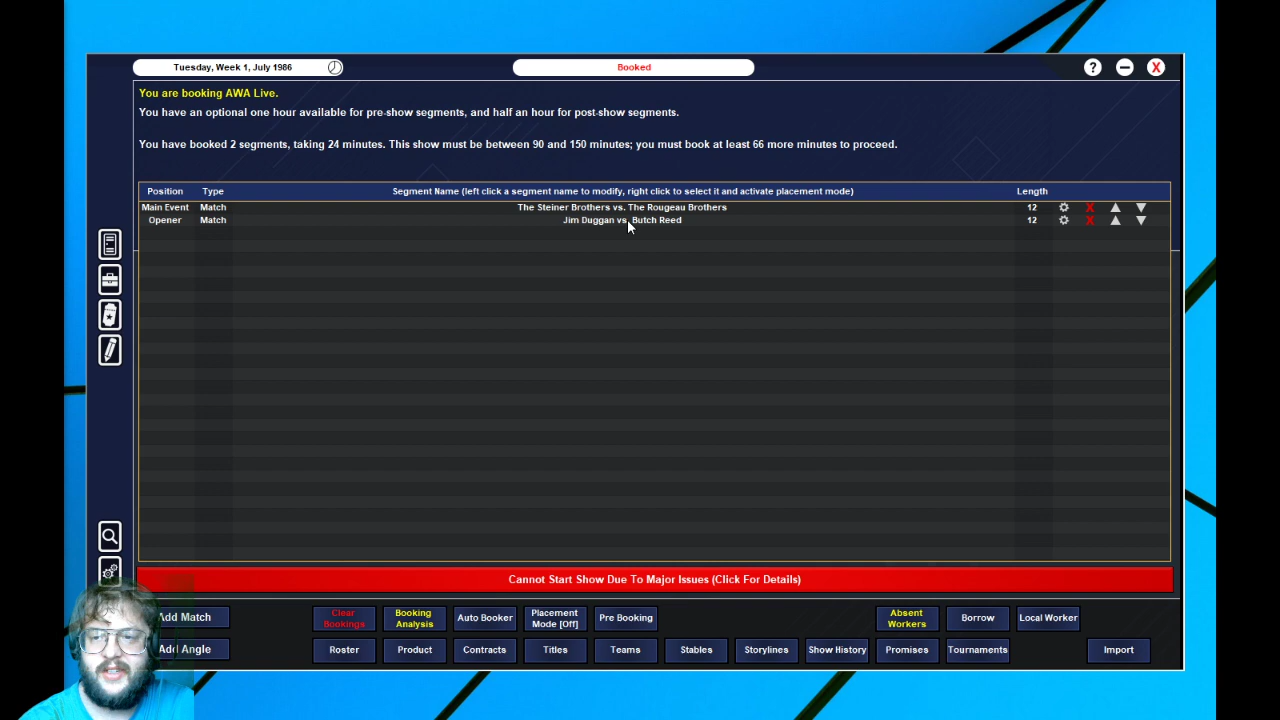 Tuesday, Week 1, July 1986
Booked
?
X
You are booking AWA Live.
You have an optional one hour available for pre-show segments, and half an hour for post-show segments.
You have booked 2 segments, taking 24 minutes. This show must be between 90 and 150 minutes; you must book at least 66 more minutes to proceed.
Position Type Segment Name (left click a segment name to modify, right click to select it and activate placement mode) Length
Main Event Match The Steiner Brothers vs. The Rougeau Brothers 12 X
Opener Match Jim Duggan vs. Butch Reed 12 X
Cannot Start Show Due To Major Issues (Click For Details)
Add Match
Clear Bookings
Booking Analysis
Auto Booker
Placement Mode [Off]
Pre Booking
Absent Workers
Borrow
Local Worker
Add Angle
Roster
Product
Contracts
Titles
Teams
Stables
Storylines
Show History
Promises
Tournaments
Import